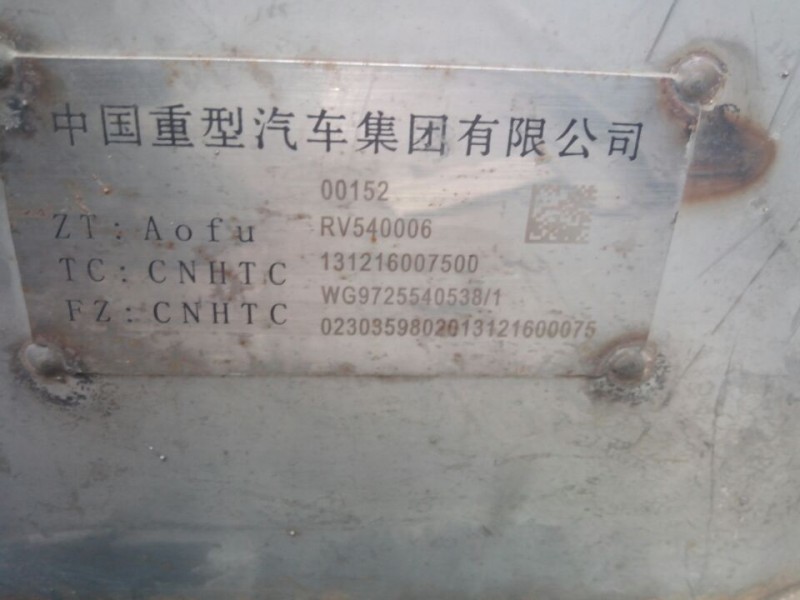 中国重型汽车集团有限公司
00152
ZT: Aofu RV540006
TC: CNHTC 131216007500
FZ: CNHTC WG9725540538/1
0230359802013121600075